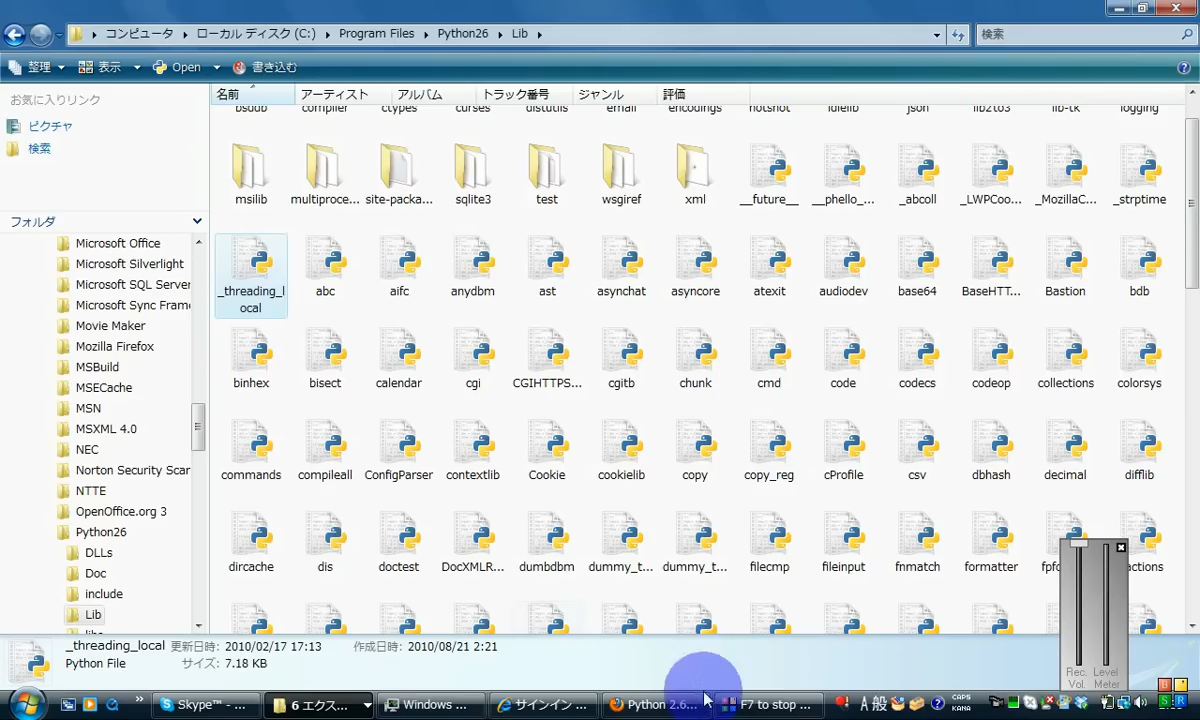 コンピュータ ▸ ローカル ディスク (C:) ▸ Program Files ▸ Python26 ▸ Lib ▸
検索
整理 表示 Open 書き込む
お気に入りリンク
ピクチャ
検索
フォルダ
Microsoft Office
Microsoft Silverlight
Microsoft SQL Server
Microsoft Sync Frame
Movie Maker
Mozilla Firefox
MSBuild
MSECache
MSN
MSXML 4.0
NEC
Norton Security Scan
NTTE
OpenOffice.org 3
Python26
DLLs
Doc
include
Lib
名前 アーティスト アルバム トラック番号 ジャンル 評価
bsddb compiler ctypes curses distutils email encodings hotshot idlelib json lib2to3 lib-tk logging
msilib multiproce... site-packa... sqlite3 test wsgiref xml __future__ __phello_... _abcoll _LWPCoo... _MozillaC... _strptime
_threading_l
ocal
abc aifc anydbm ast asynchat asyncore atexit audiodev base64 BaseHTT... Bastion bdb
binhex bisect calendar cgi CGIHTTPS... cgitb chunk cmd code codecs codeop collections colorsys
commands compileall ConfigParser contextlib Cookie cookielib copy copy_reg cProfile csv dbhash decimal difflib
dircache dis doctest DocXMLR... dumbdbm dummy_t... dummy_t... filecmp fileinput fnmatch formatter fpfo actions
_threading_local 更新日時: 2010/02/17 17:13 作成日時: 2010/08/21 2:21
Python File サイズ: 7.18 KB
Rec. Vol. Level Meter
Skype™ - ... 6 エクス... Windows ... サインイン ... Python 2.6... F7 to stop ... A 般 CAPS KANA